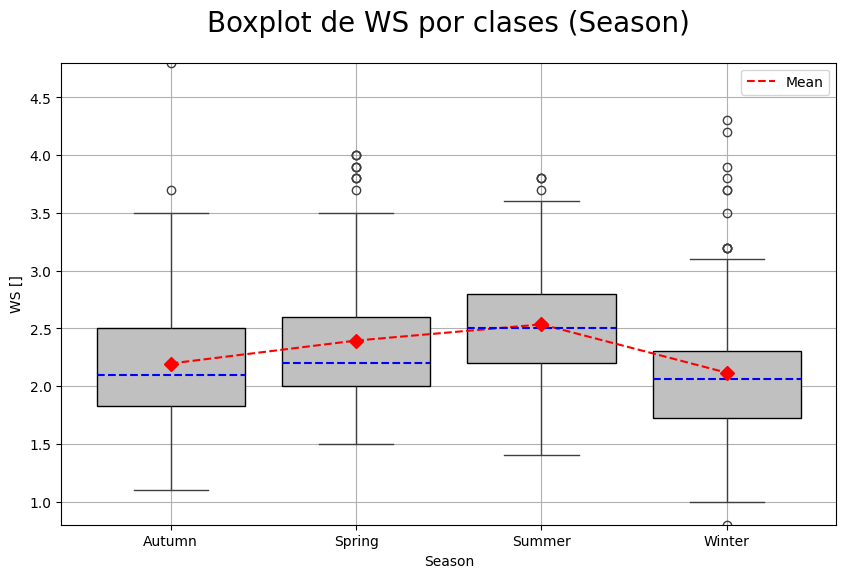 Boxplot de WS por clases (Season)
Mean
4.5
4.0
3.5
3.0
2.5
2.0
1.5
1.0
WS []
Autumn Spring Summer Winter
Season